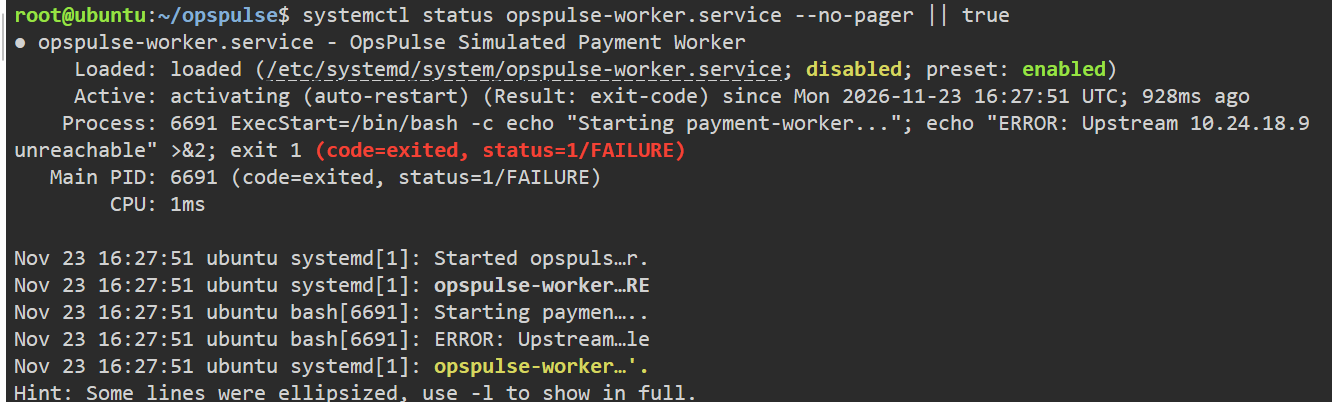 root@ubuntu:~/opspulse$ systemctl status opspulse-worker.service --no-pager || true
● opspulse-worker.service - OpsPulse Simulated Payment Worker
     Loaded: loaded (/etc/systemd/system/opspulse-worker.service; disabled; preset: enabled)
     Active: activating (auto-restart) (Result: exit-code) since Mon 2026-11-23 16:27:51 UTC; 928ms ago
    Process: 6691 ExecStart=/bin/bash -c echo "Starting payment-worker..."; echo "ERROR: Upstream 10.24.18.9
unreachable" >&2; exit 1 (code=exited, status=1/FAILURE)
   Main PID: 6691 (code=exited, status=1/FAILURE)
        CPU: 1ms

Nov 23 16:27:51 ubuntu systemd[1]: Started opspuls…r.
Nov 23 16:27:51 ubuntu systemd[1]: opspulse-worker…RE
Nov 23 16:27:51 ubuntu bash[6691]: Starting paymen…..
Nov 23 16:27:51 ubuntu bash[6691]: ERROR: Upstream…le
Nov 23 16:27:51 ubuntu systemd[1]: opspulse-worker…'.
Hint: Some lines were ellipsized, use -l to show in full.